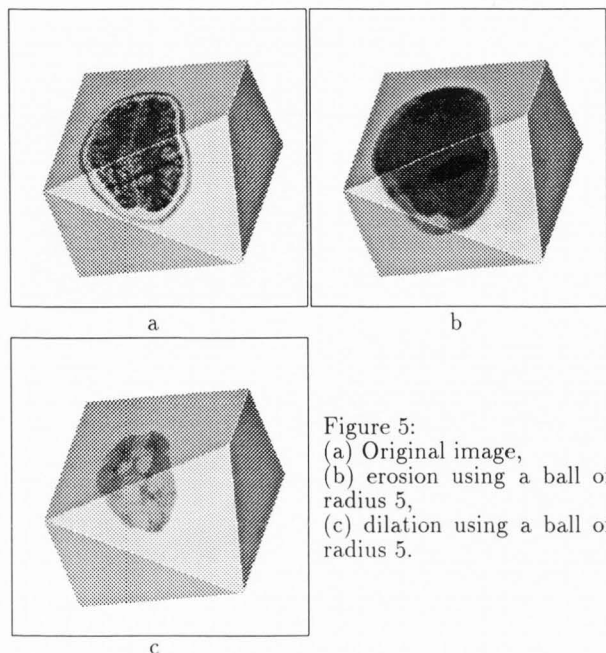 a
b
Figure 5:
(a) Original image,
(b) erosion using a ball of
radius 5,
(c) dilation using a ball of
radius 5.
c